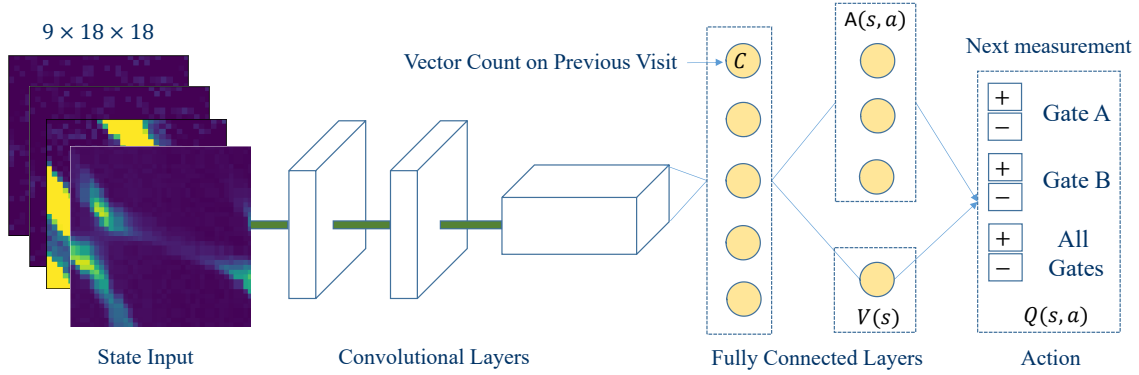 9 × 18 × 18
Vector Count on Previous Visit
C
A(s, a)
V(s)
Next measurement
+
−
Gate A
+
−
Gate B
+
−
All
Gates
Q(s, a)
State Input
Convolutional Layers
Fully Connected Layers
Action